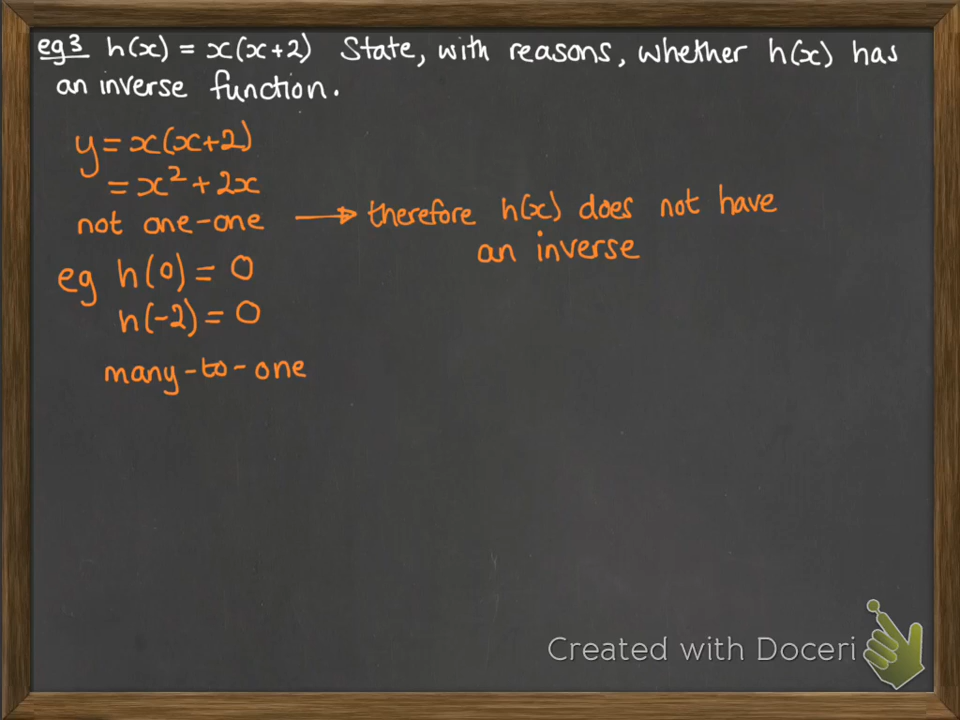 eg3 h(x) = x(x+2) State, with reasons, whether h(x) has
an inverse function.
y = x(x+2)
= x² + 2x
not one-one → therefore h(x) does not have
an inverse
eg h(0) = 0
h(-2) = 0
many-to-one
Created with Doceri